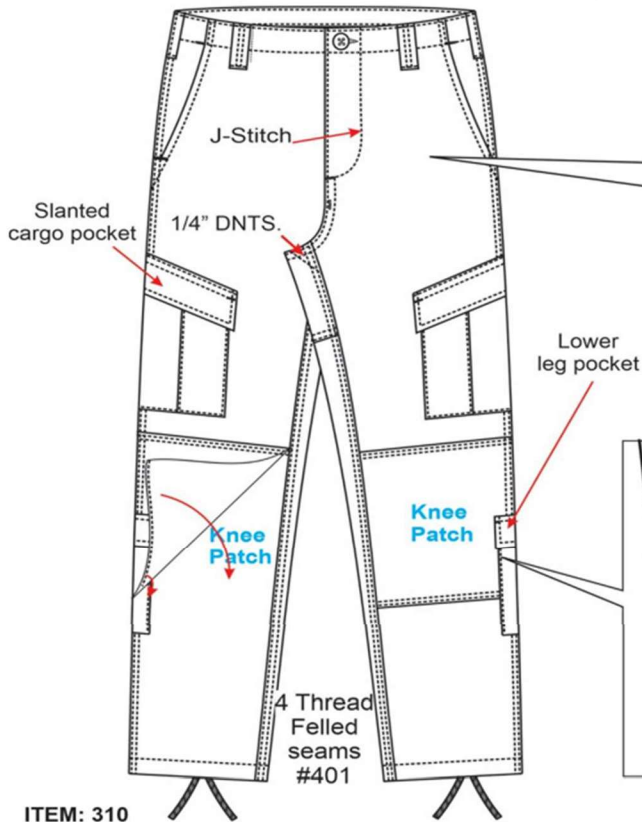 J-Stitch
Slanted
cargo pocket
1/4” DNTS.
Lower
leg pocket
Knee
Patch
Knee
Patch
4 Thread
Felled
seams
#401
ITEM: 310